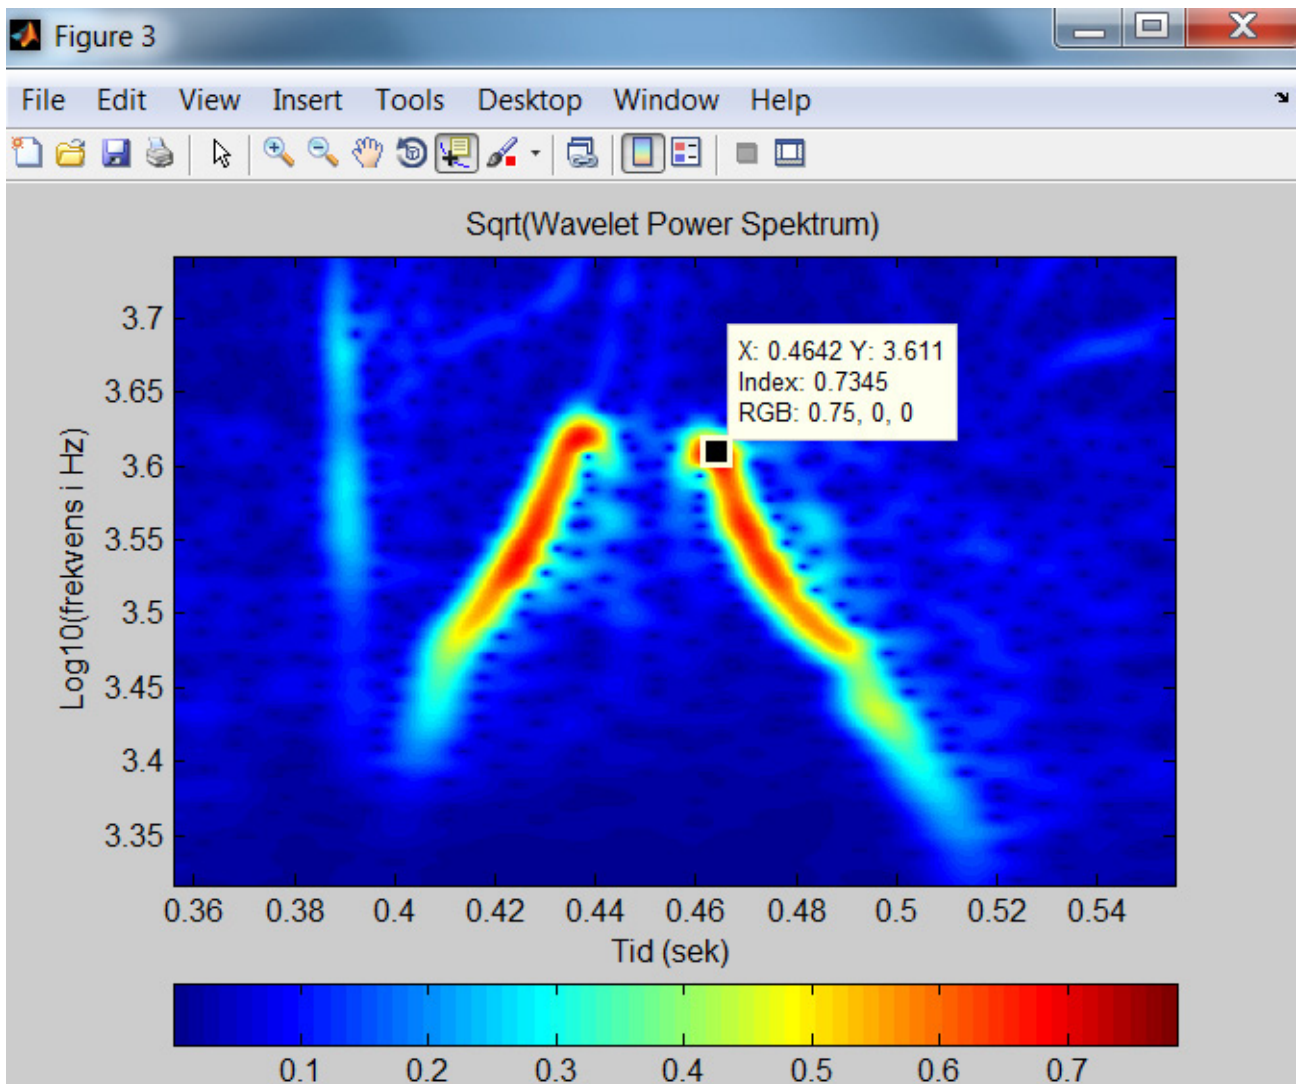 Figure 3
File Edit View Insert Tools Desktop Window Help
Sqrt(Wavelet Power Spektrum)
X: 0.4642 Y: 3.611
Index: 0.7345
RGB: 0.75, 0, 0
3.7
3.65
3.6
3.55
3.5
3.45
3.4
3.35
Log10(frekvens i Hz)
0.36 0.38 0.4 0.42 0.44 0.46 0.48 0.5 0.52 0.54
Tid (sek)
0.1 0.2 0.3 0.4 0.5 0.6 0.7